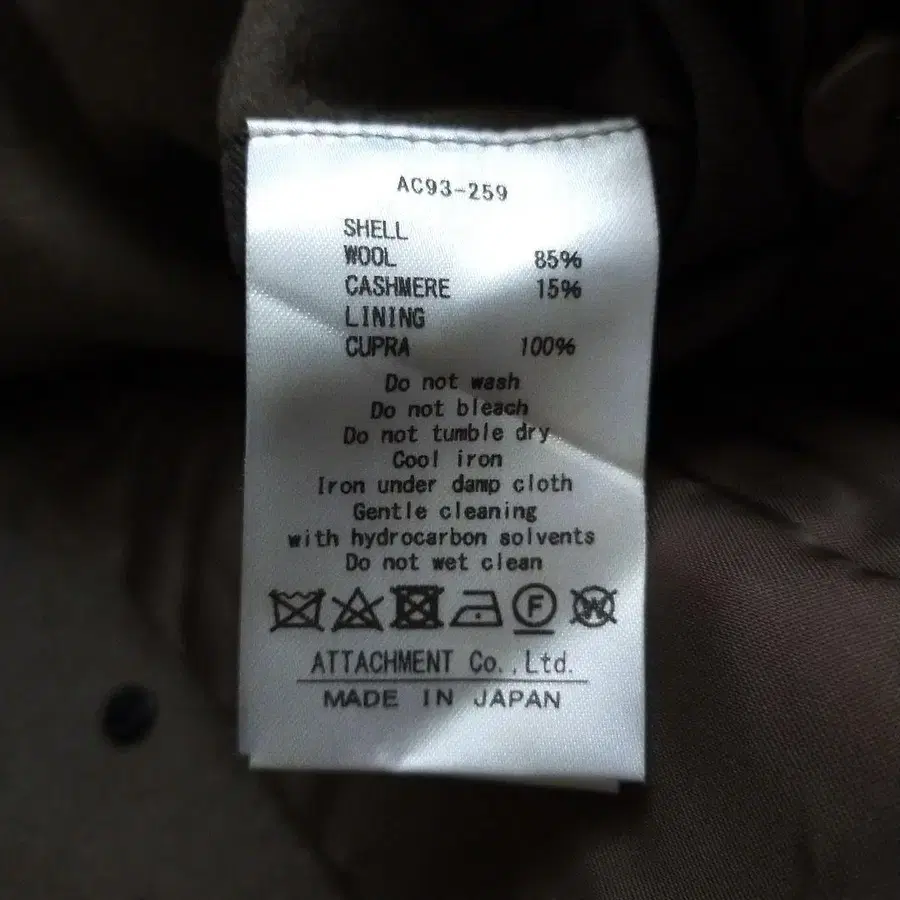 AC93-259
SHELL
WOOL 85%
CASHMERE 15%
LINING
CUPRA 100%
Do not wash
Do not bleach
Do not tumble dry
Cool iron
Iron under damp cloth
Gentle cleaning
with hydrocarbon solvents
Do not wet clean
F W
ATTACHMENT Co.,Ltd.
MADE IN JAPAN